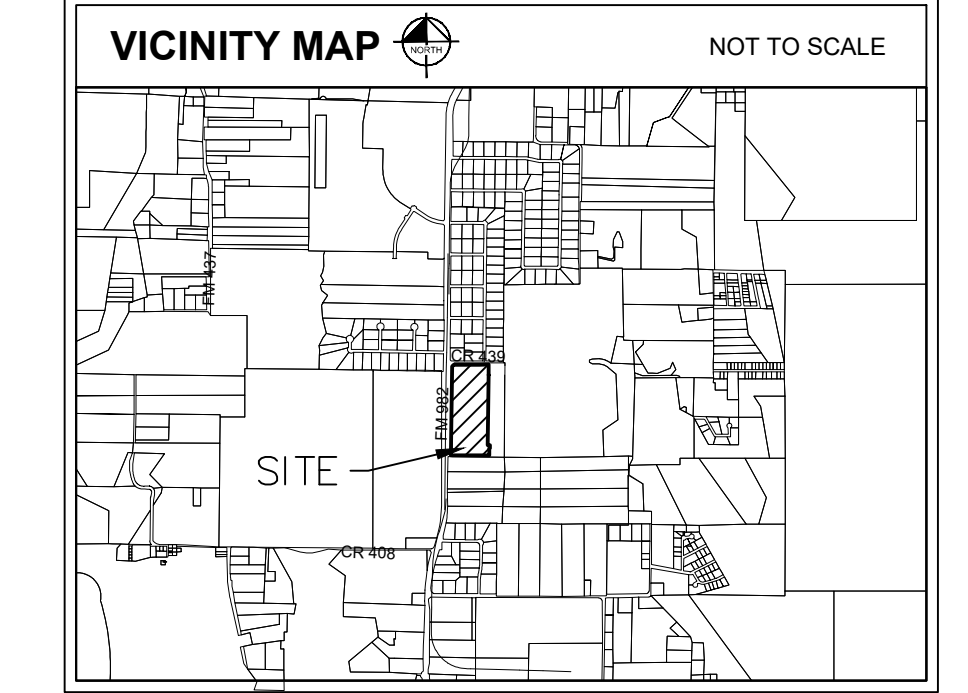 VICINITY MAP
NORTH
NOT TO SCALE
FM 437
CR 439
FM 982
SITE
CR 408